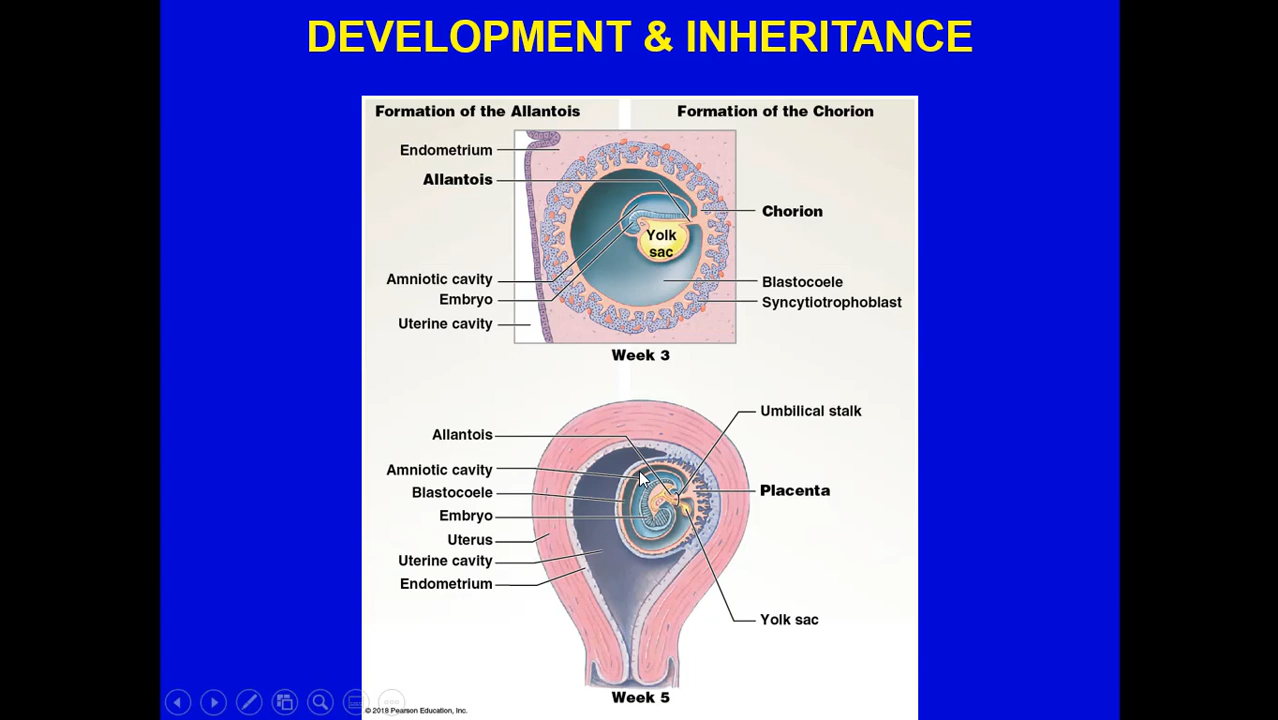 DEVELOPMENT & INHERITANCE
Formation of the Allantois
Formation of the Chorion
Endometrium
Allantois
Chorion
Yolk
sac
Amniotic cavity
Blastocoele
Embryo
Syncytiotrophoblast
Uterine cavity
Week 3
Umbilical stalk
Allantois
Amniotic cavity
Blastocoele
Placenta
Embryo
Uterus
Uterine cavity
Endometrium
Yolk sac
Week 5
© 2018 Pearson Education, Inc.